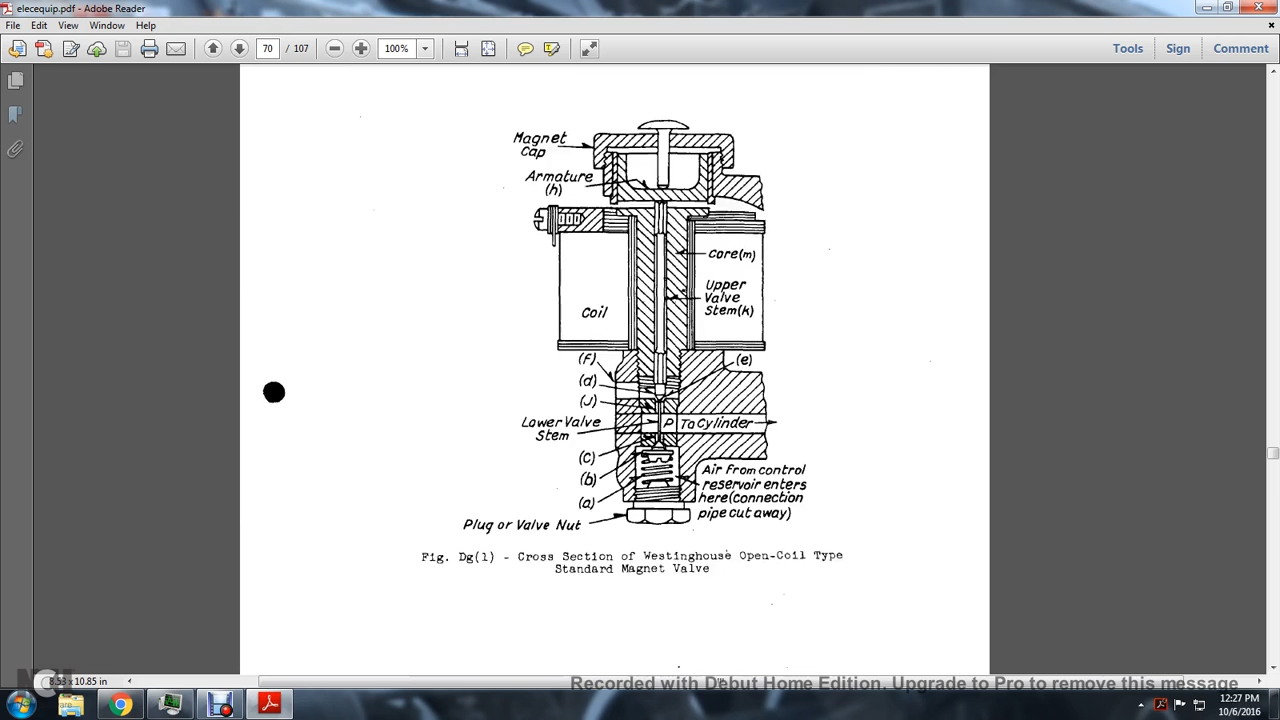 elecequip.pdf - Adobe Reader
File Edit View Window Help
70 / 107 100% Tools Sign Comment
Magnet cap
Armature (h)
Core(m)
Upper Valve Stem(k)
Coil
(F)
(e)
(d)
(J)
Lower Valve Stem
P To Cylinder
(c)
(b)
(a)
Air from control
reservoir enters
here (connection
pipe cut away)
Plug or Valve Nut
Fig. Dg(1) - Cross Section of Westinghouse Open-Coil Type
Standard Magnet Valve
8.53 x 10.85 in
Recorded with Debut Home Edition. Upgrade to Pro to remove this message
12:27 PM
10/6/2016